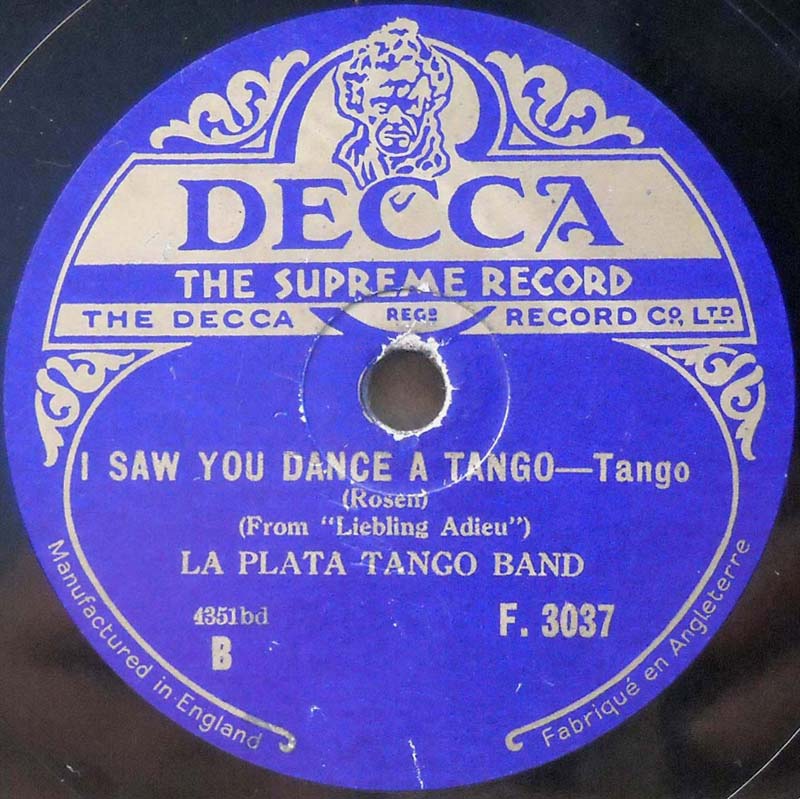 DECCA
THE SUPREME RECORD
THE DECCA REGD RECORD CO., LTD.
I SAW YOU DANCE A TANGO—Tango
(Rosen)
(From "Liebling Adieu")
LA PLATA TANGO BAND
4351bd
B
F. 3037
Manufactured in England
Fabriqué en Angleterre